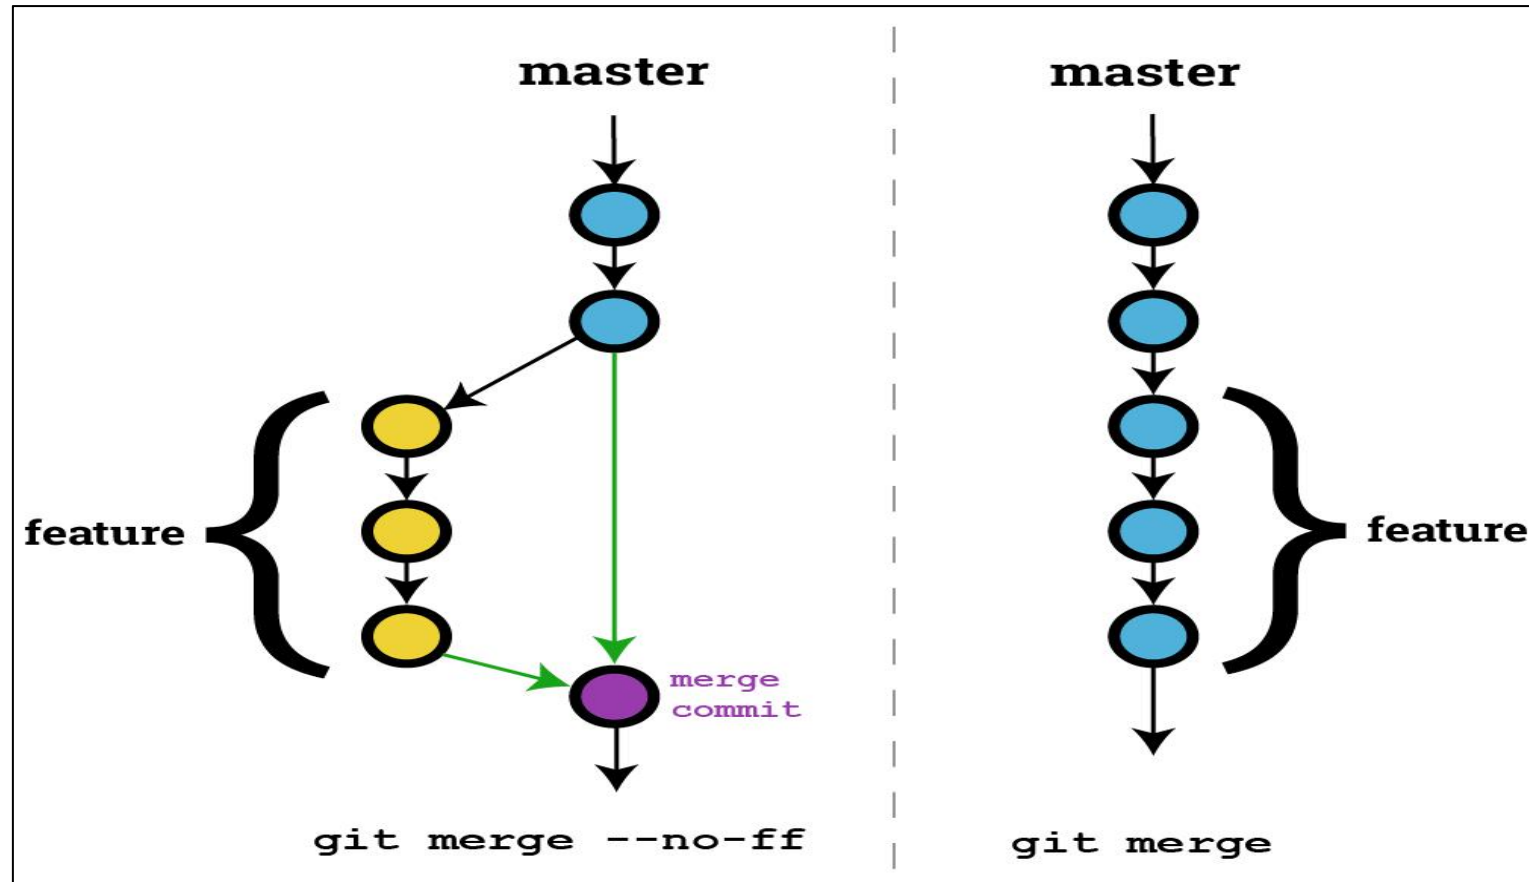 master
feature
merge
commit
git merge --no-ff
master
feature
git merge